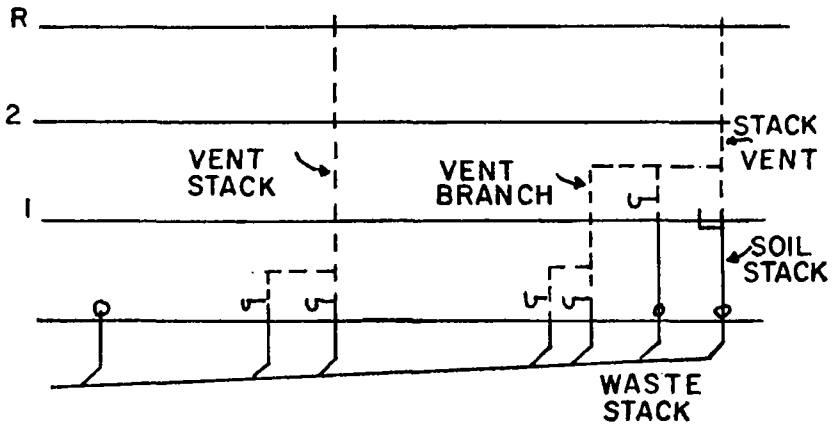 R
2
1
VENT
STACK
VENT
BRANCH
STACK
VENT
SOIL
STACK
WASTE
STACK